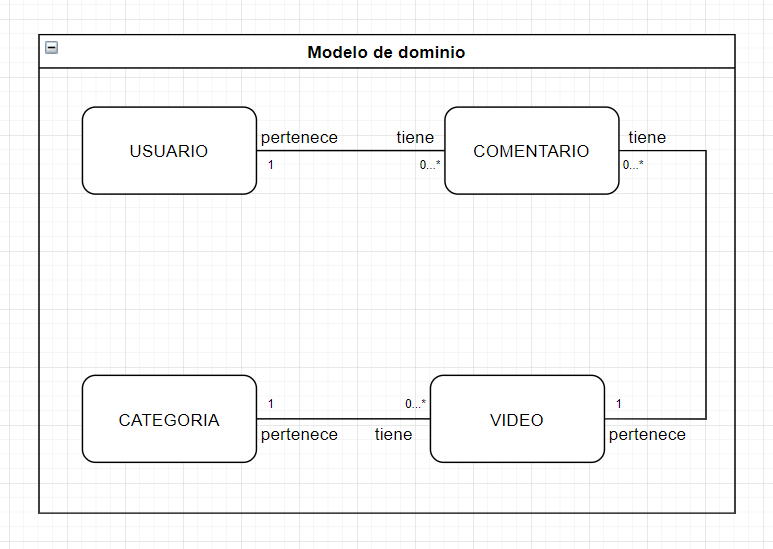 Modelo de dominio
USUARIO
pertenece
1
tiene
0...*
COMENTARIO
tiene
0...*
CATEGORIA
1
pertenece
0...*
tiene
VIDEO
1
pertenece